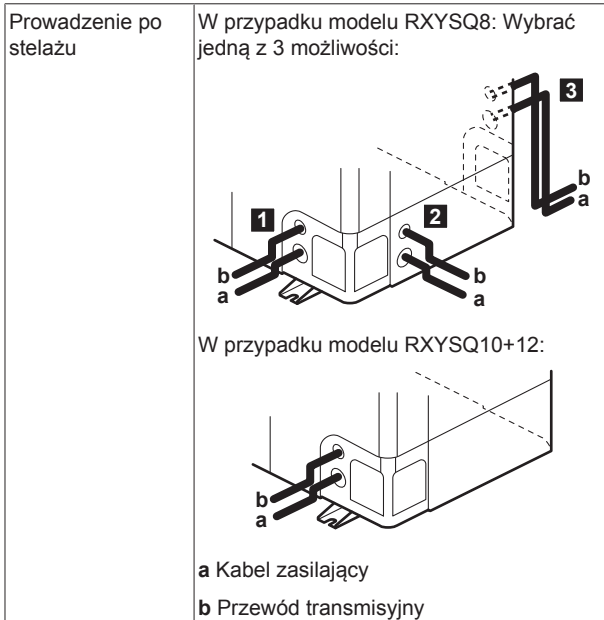 Prowadzenie po
stelażu
W przypadku modelu RXYSQ8: Wybrać
jedną z 3 możliwości:
3
b
a
1
2
b
a
b
a
W przypadku modelu RXYSQ10+12:
b
a
a Kabel zasilający
b Przewód transmisyjny